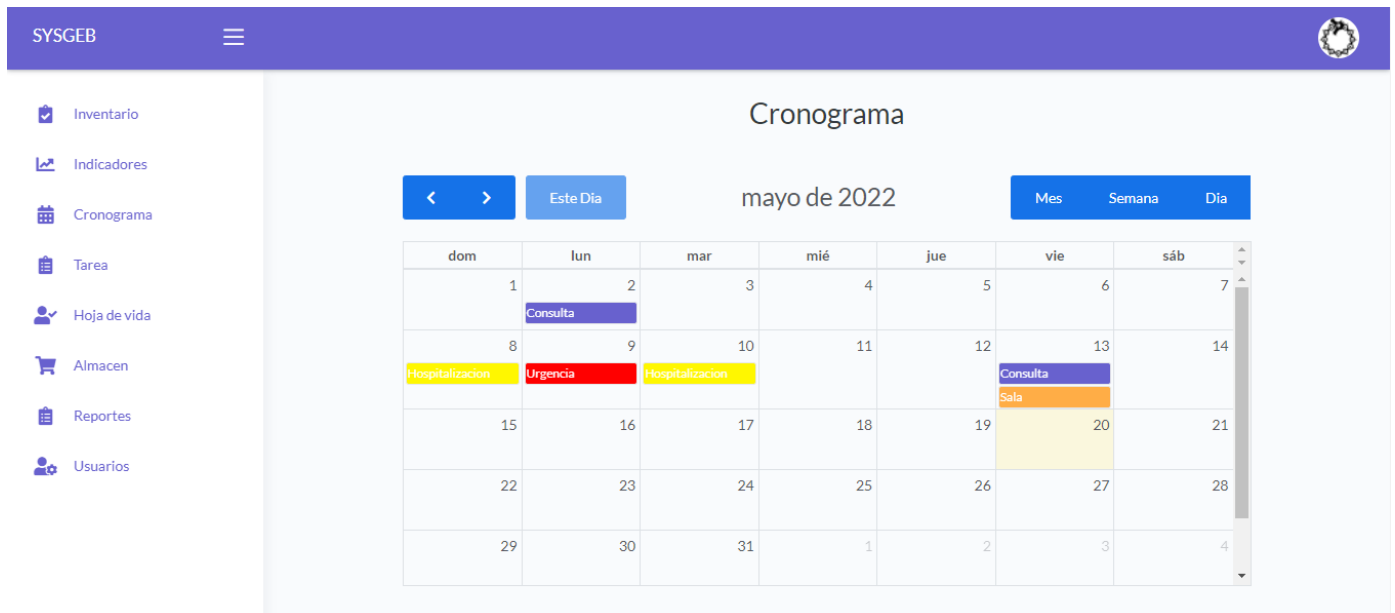 SYSGEB
Inventario
Indicadores
Cronograma
Tarea
Hoja de vida
Almacen
Reportes
Usuarios
Cronograma
Este Dia
mayo de 2022
Mes Semana Dia
dom lun mar mié jue vie sáb
1 2 3 4 5 6 7
Consulta
8 9 10 11 12 13 14
Hospitalizacion Urgencia Hospitalizacion Consulta
Sala
15 16 17 18 19 20 21
22 23 24 25 26 27 28
29 30 31 1 2 3 4